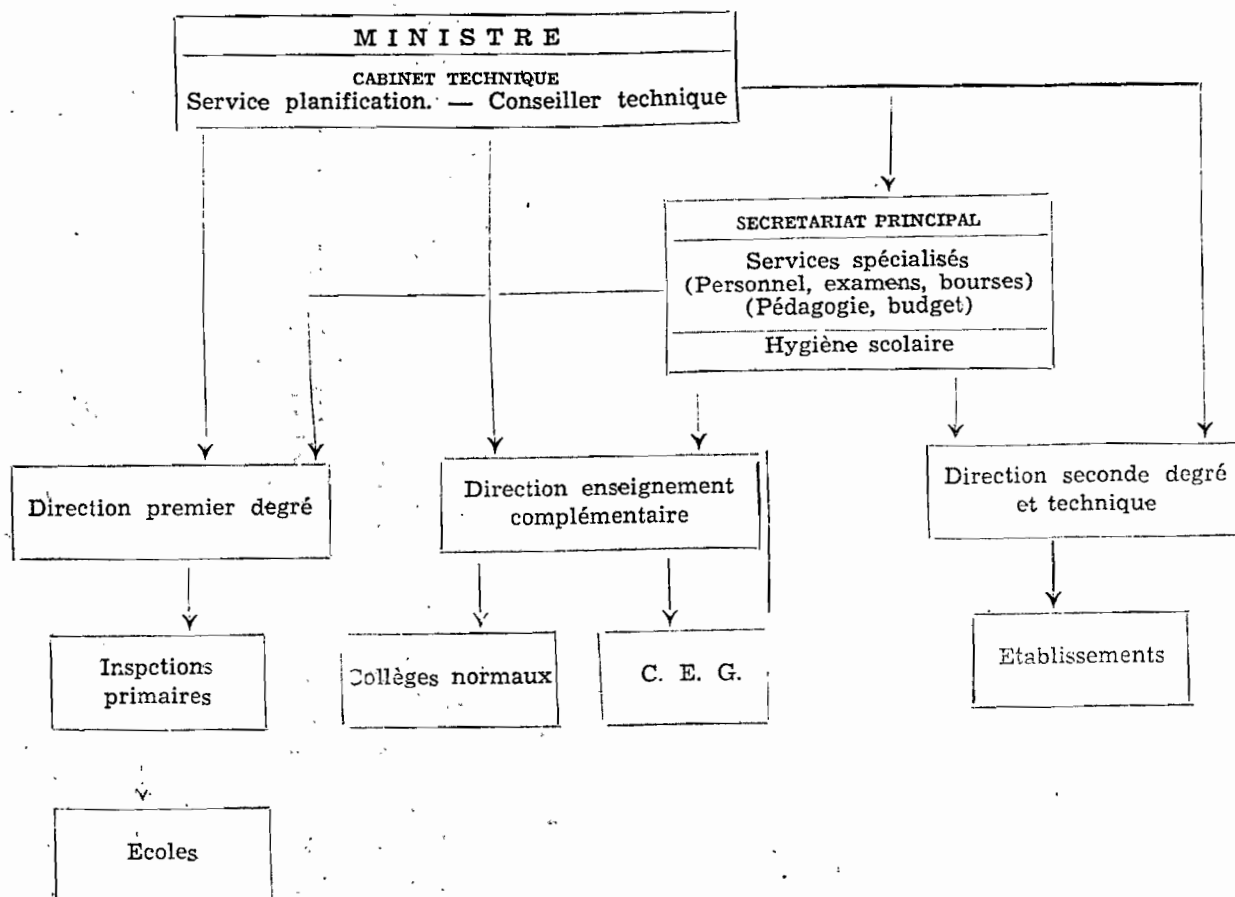 MINISTRE
CABINET TECHNIQUE
Service planification. — Conseiller technique
SECRETARIAT PRINCIPAL
Services spécialisés
(Personnel, examens, bourses)
(Pédagogie, budget)
Hygiène scolaire
Direction premier degré
Direction enseignement
complémentaire
Direction seconde degré
et technique
Inspctions
primaires
Collèges normaux
C. E. G.
Etablissements
Ecoles